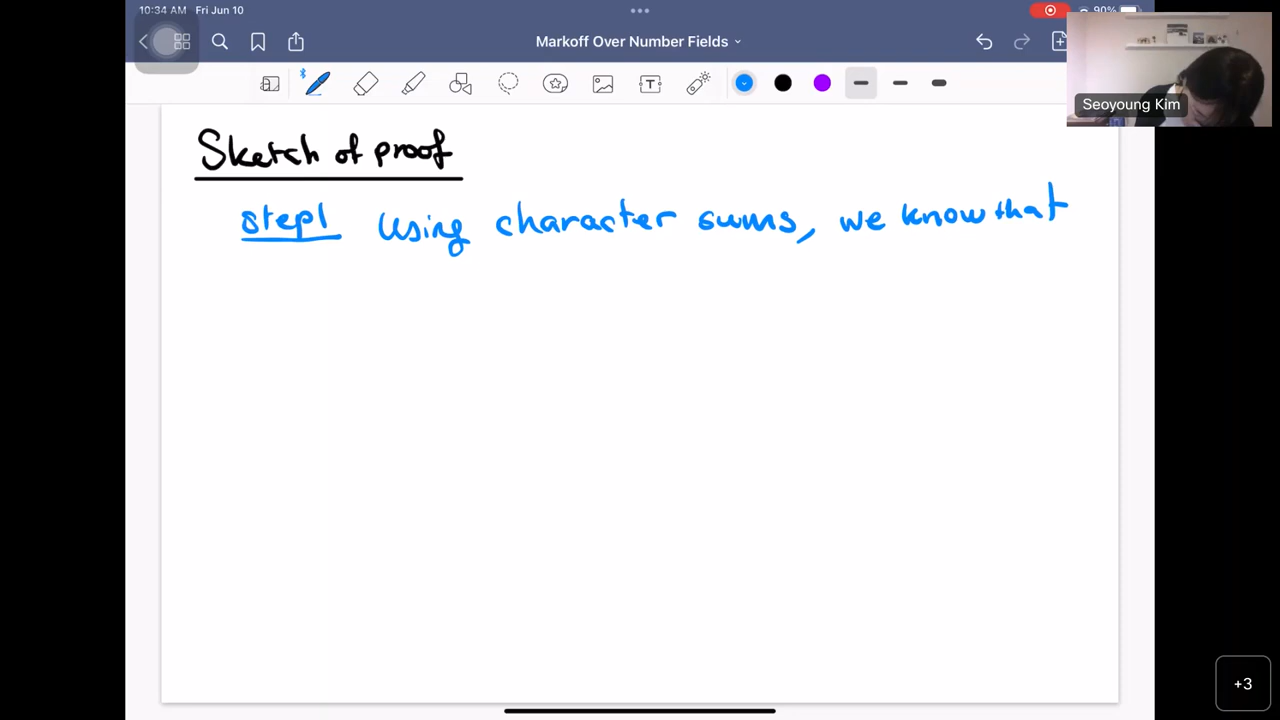 10:34 AM Fri Jun 10
90%
Markoff Over Number Fields
Seoyoung Kim
Sketch of proof
step1 Using character sums, we know that
+3